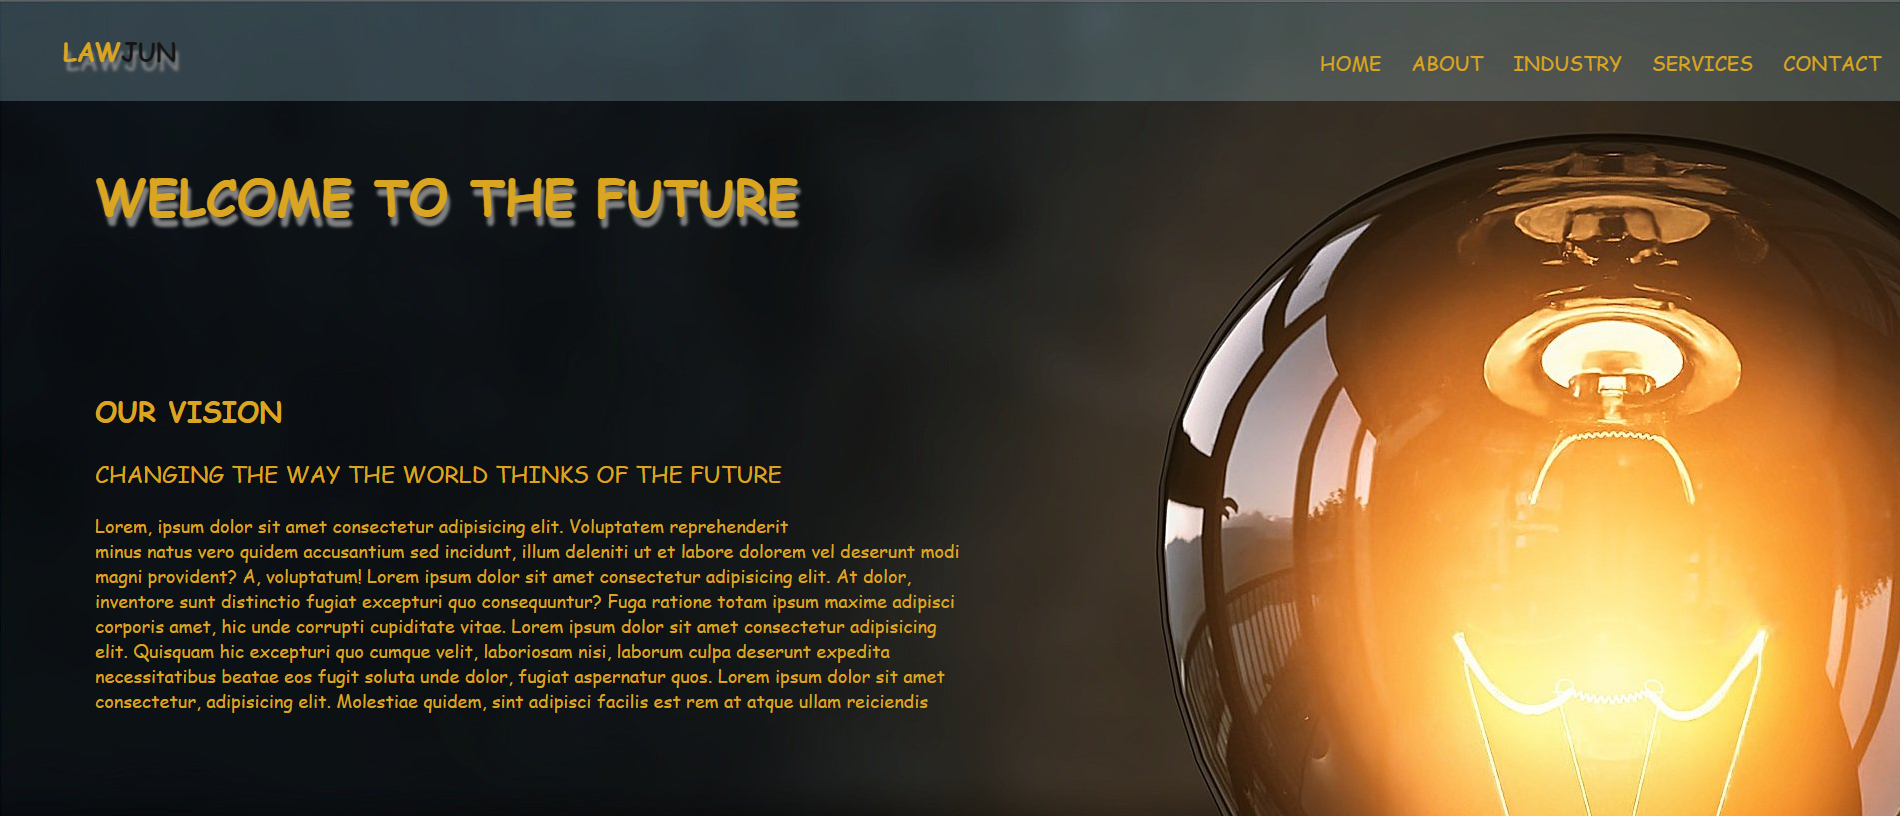 LAWJUN
HOME ABOUT INDUSTRY SERVICES CONTACT
WELCOME TO THE FUTURE
OUR VISION
CHANGING THE WAY THE WORLD THINKS OF THE FUTURE
Lorem, ipsum dolor sit amet consectetur adipisicing elit. Voluptatem reprehenderit
minus natus vero quidem accusantium sed incidunt, illum deleniti ut et labore dolorem vel deserunt modi
magni provident? A, voluptatum! Lorem ipsum dolor sit amet consectetur adipisicing elit. At dolor,
inventore sunt distinctio fugiat excepturi quo consequuntur? Fuga ratione totam ipsum maxime adipisci
corporis amet, hic unde corrupti cupiditate vitae. Lorem ipsum dolor sit amet consectetur adipisicing
elit. Quisquam hic excepturi quo cumque velit, laboriosam nisi, laborum culpa deserunt expedita
necessitatibus beatae eos fugit soluta unde dolor, fugiat aspernatur quos. Lorem ipsum dolor sit amet
consectetur, adipisicing elit. Molestiae quidem, sint adipisci facilis est rem at atque ullam reiciendis